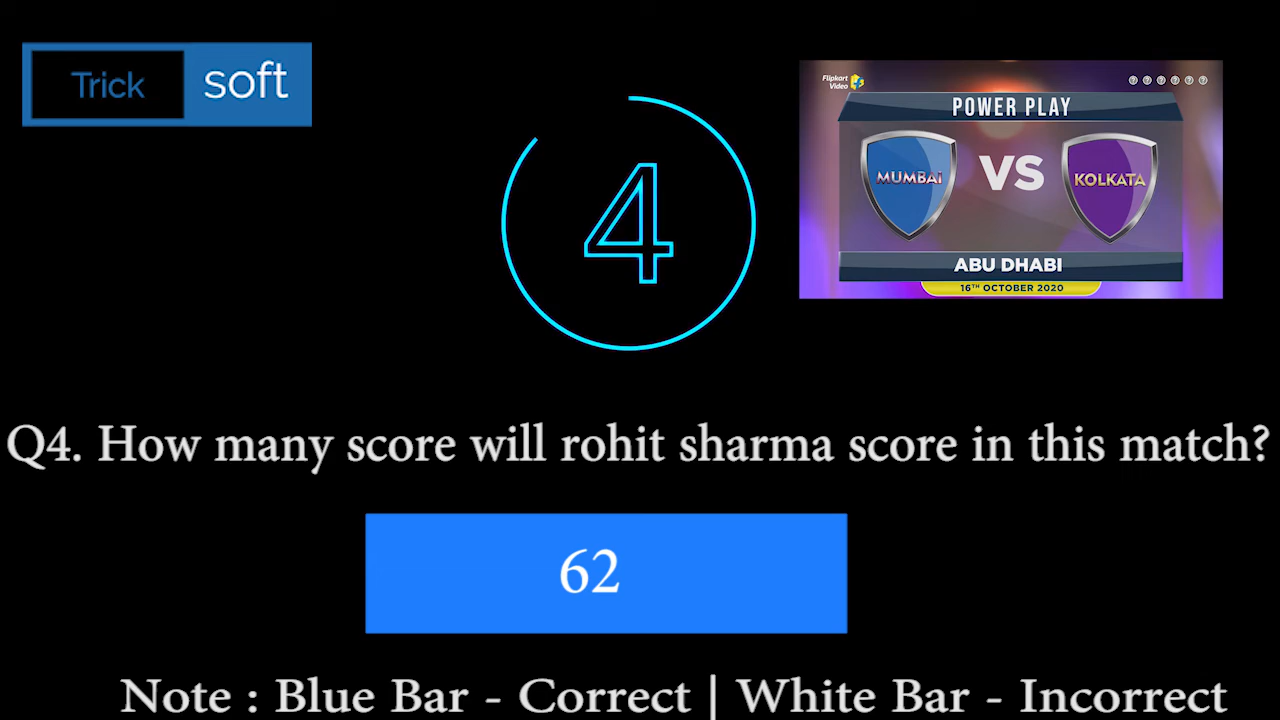 Trick soft
4
Flipkart
Video
POWER PLAY
MUMBAI VS KOLKATA
ABU DHABI
16TH OCTOBER 2020
Q4. How many score will rohit sharma score in this match?
62
Note : Blue Bar - Correct | White Bar - Incorrect